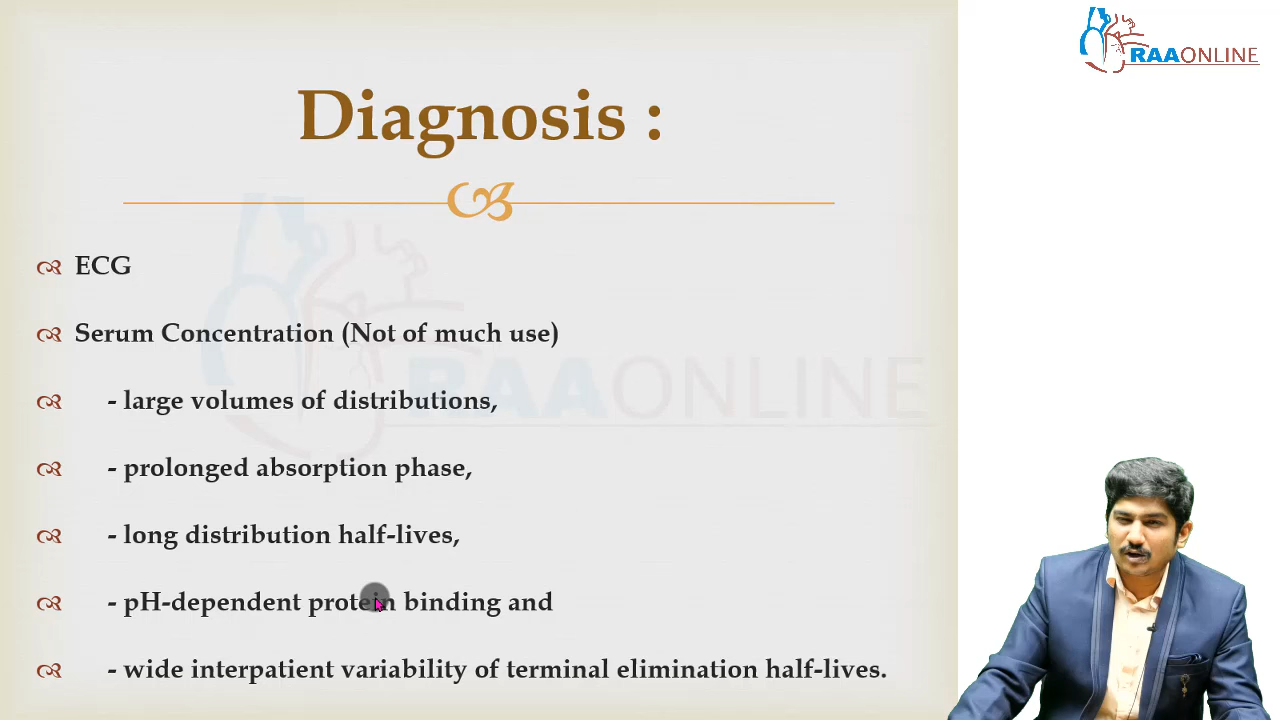 RAAONLINE
Diagnosis :
ECG
Serum Concentration (Not of much use)
- large volumes of distributions,
RAAONLINE
- prolonged absorption phase,
- long distribution half-lives,
- pH-dependent protein binding and
- wide interpatient variability of terminal elimination half-lives.